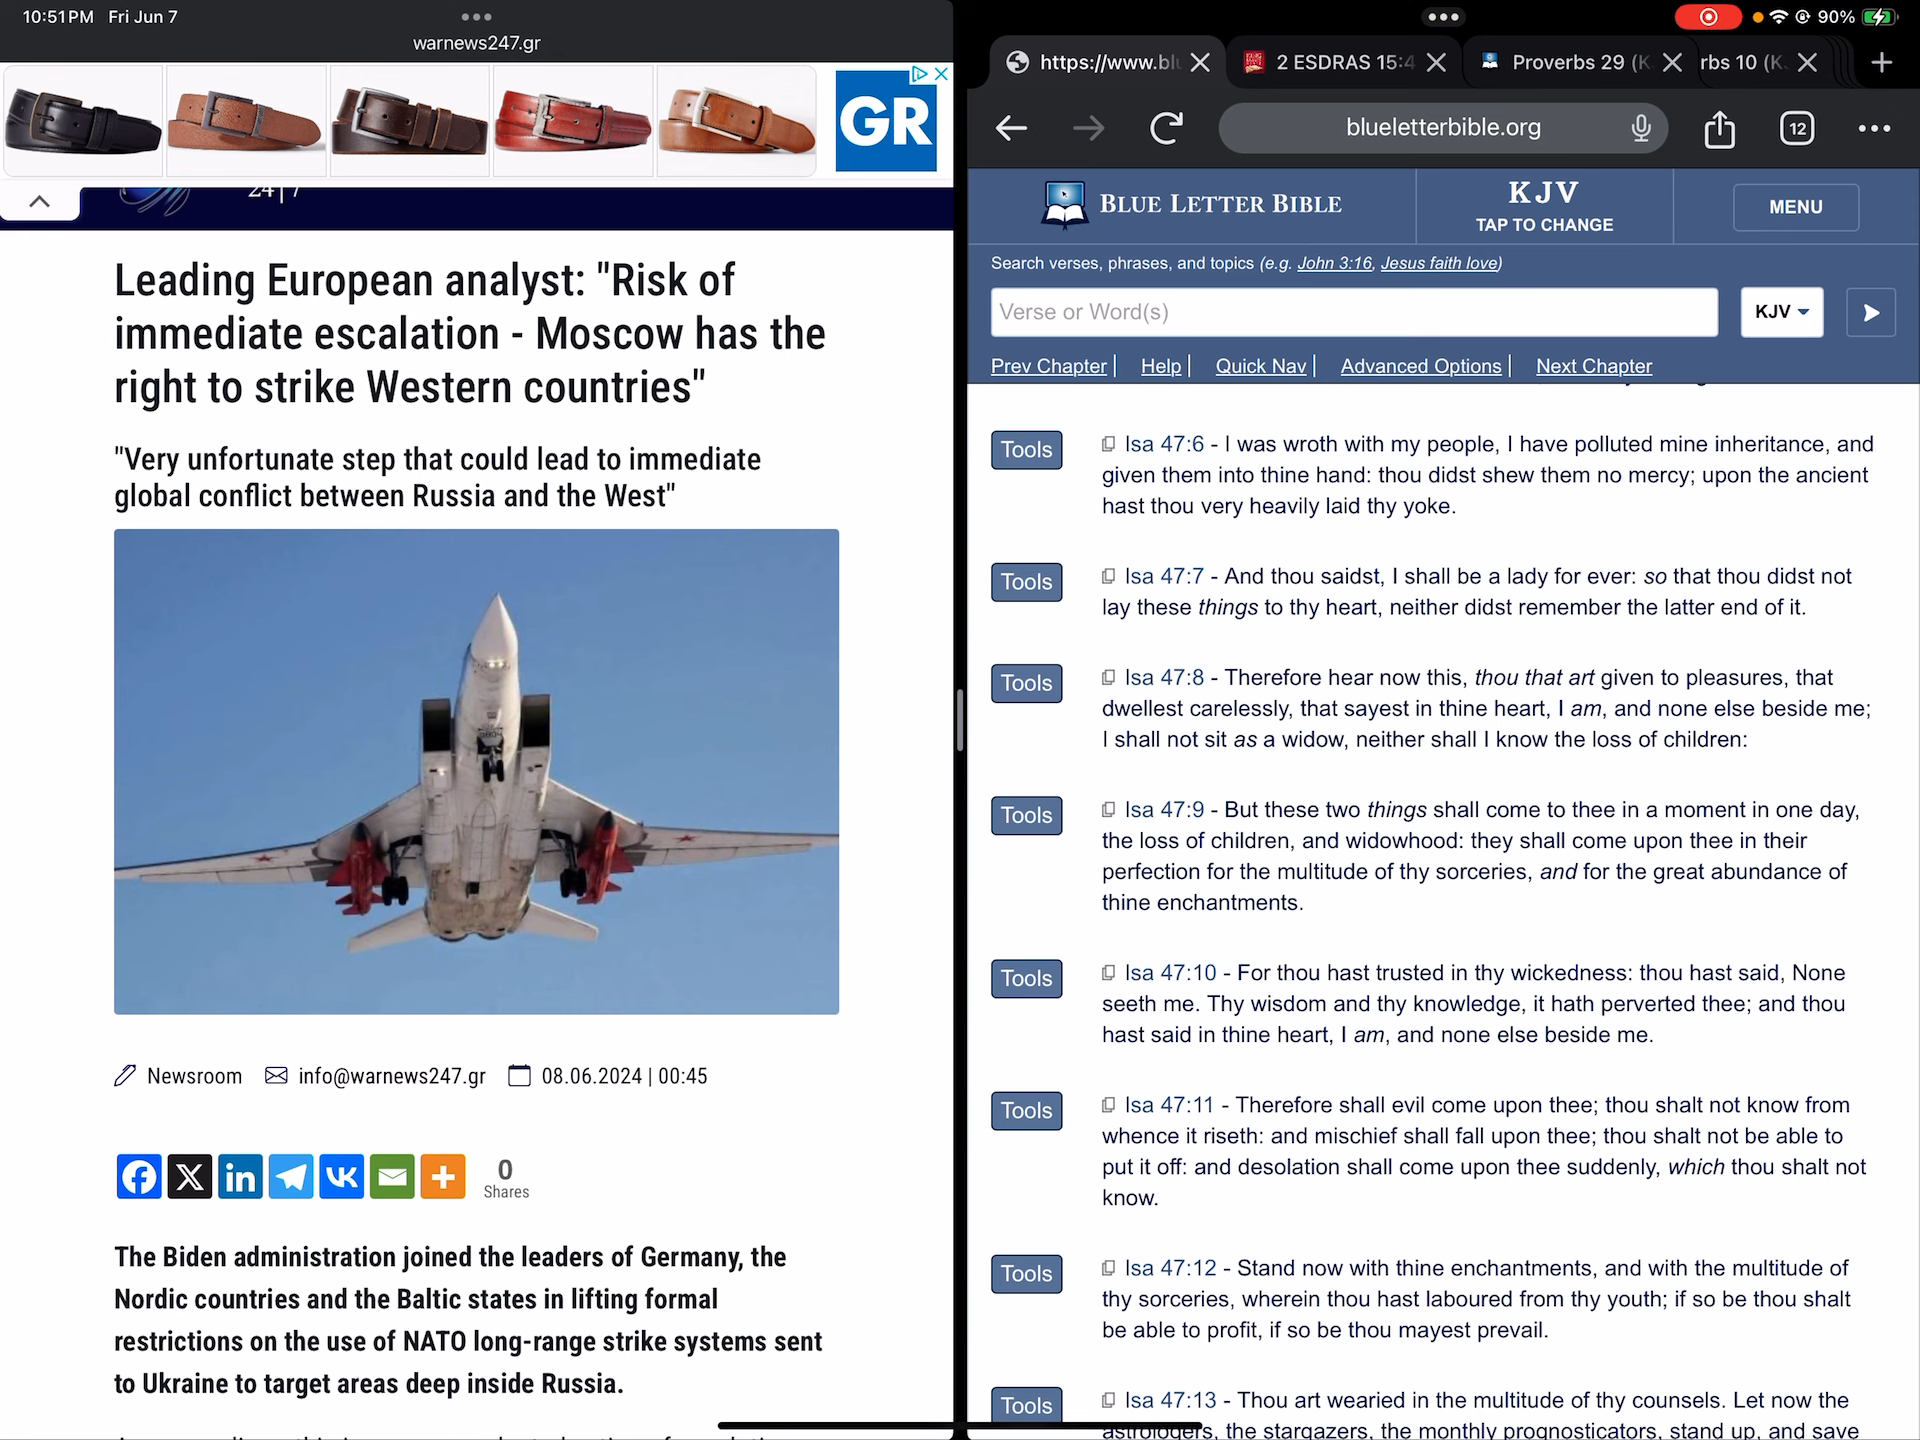 10:51PM Fri Jun 7
warnews247.gr
GR
24|7
Leading European analyst: "Risk of
immediate escalation - Moscow has the
right to strike Western countries"
"Very unfortunate step that could lead to immediate
global conflict between Russia and the West"
Newsroom info@warnews247.gr 08.06.2024 | 00:45
0
Shares
The Biden administration joined the leaders of Germany, the
Nordic countries and the Baltic states in lifting formal
restrictions on the use of NATO long-range strike systems sent
to Ukraine to target areas deep inside Russia.
90%
https://www.bl 2 ESDRAS 15:4 Proverbs 29 (K rbs 10 (K
blueletterbible.org 12
BLUE LETTER BIBLE
KJV
TAP TO CHANGE
MENU
Search verses, phrases, and topics (e.g. John 3:16, Jesus faith love)
Verse or Word(s) KJV
Prev Chapter | Help | Quick Nav | Advanced Options | Next Chapter
Tools Isa 47:6 - I was wroth with my people, I have polluted mine inheritance, and
given them into thine hand: thou didst shew them no mercy; upon the ancient
hast thou very heavily laid thy yoke.
Tools Isa 47:7 - And thou saidst, I shall be a lady for ever: so that thou didst not
lay these things to thy heart, neither didst remember the latter end of it.
Tools Isa 47:8 - Therefore hear now this, thou that art given to pleasures, that
dwellest carelessly, that sayest in thine heart, I am, and none else beside me;
I shall not sit as a widow, neither shall I know the loss of children:
Tools Isa 47:9 - But these two things shall come to thee in a moment in one day,
the loss of children, and widowhood: they shall come upon thee in their
perfection for the multitude of thy sorceries, and for the great abundance of
thine enchantments.
Tools Isa 47:10 - For thou hast trusted in thy wickedness: thou hast said, None
seeth me. Thy wisdom and thy knowledge, it hath perverted thee; and thou
hast said in thine heart, I am, and none else beside me.
Tools Isa 47:11 - Therefore shall evil come upon thee; thou shalt not know from
whence it riseth: and mischief shall fall upon thee; thou shalt not be able to
put it off: and desolation shall come upon thee suddenly, which thou shalt not
know.
Tools Isa 47:12 - Stand now with thine enchantments, and with the multitude of
thy sorceries, wherein thou hast laboured from thy youth; if so be thou shalt
be able to profit, if so be thou mayest prevail.
Tools Isa 47:13 - Thou art wearied in the multitude of thy counsels. Let now the
astrologers, the stargazers, the monthly prognosticators, stand up, and save